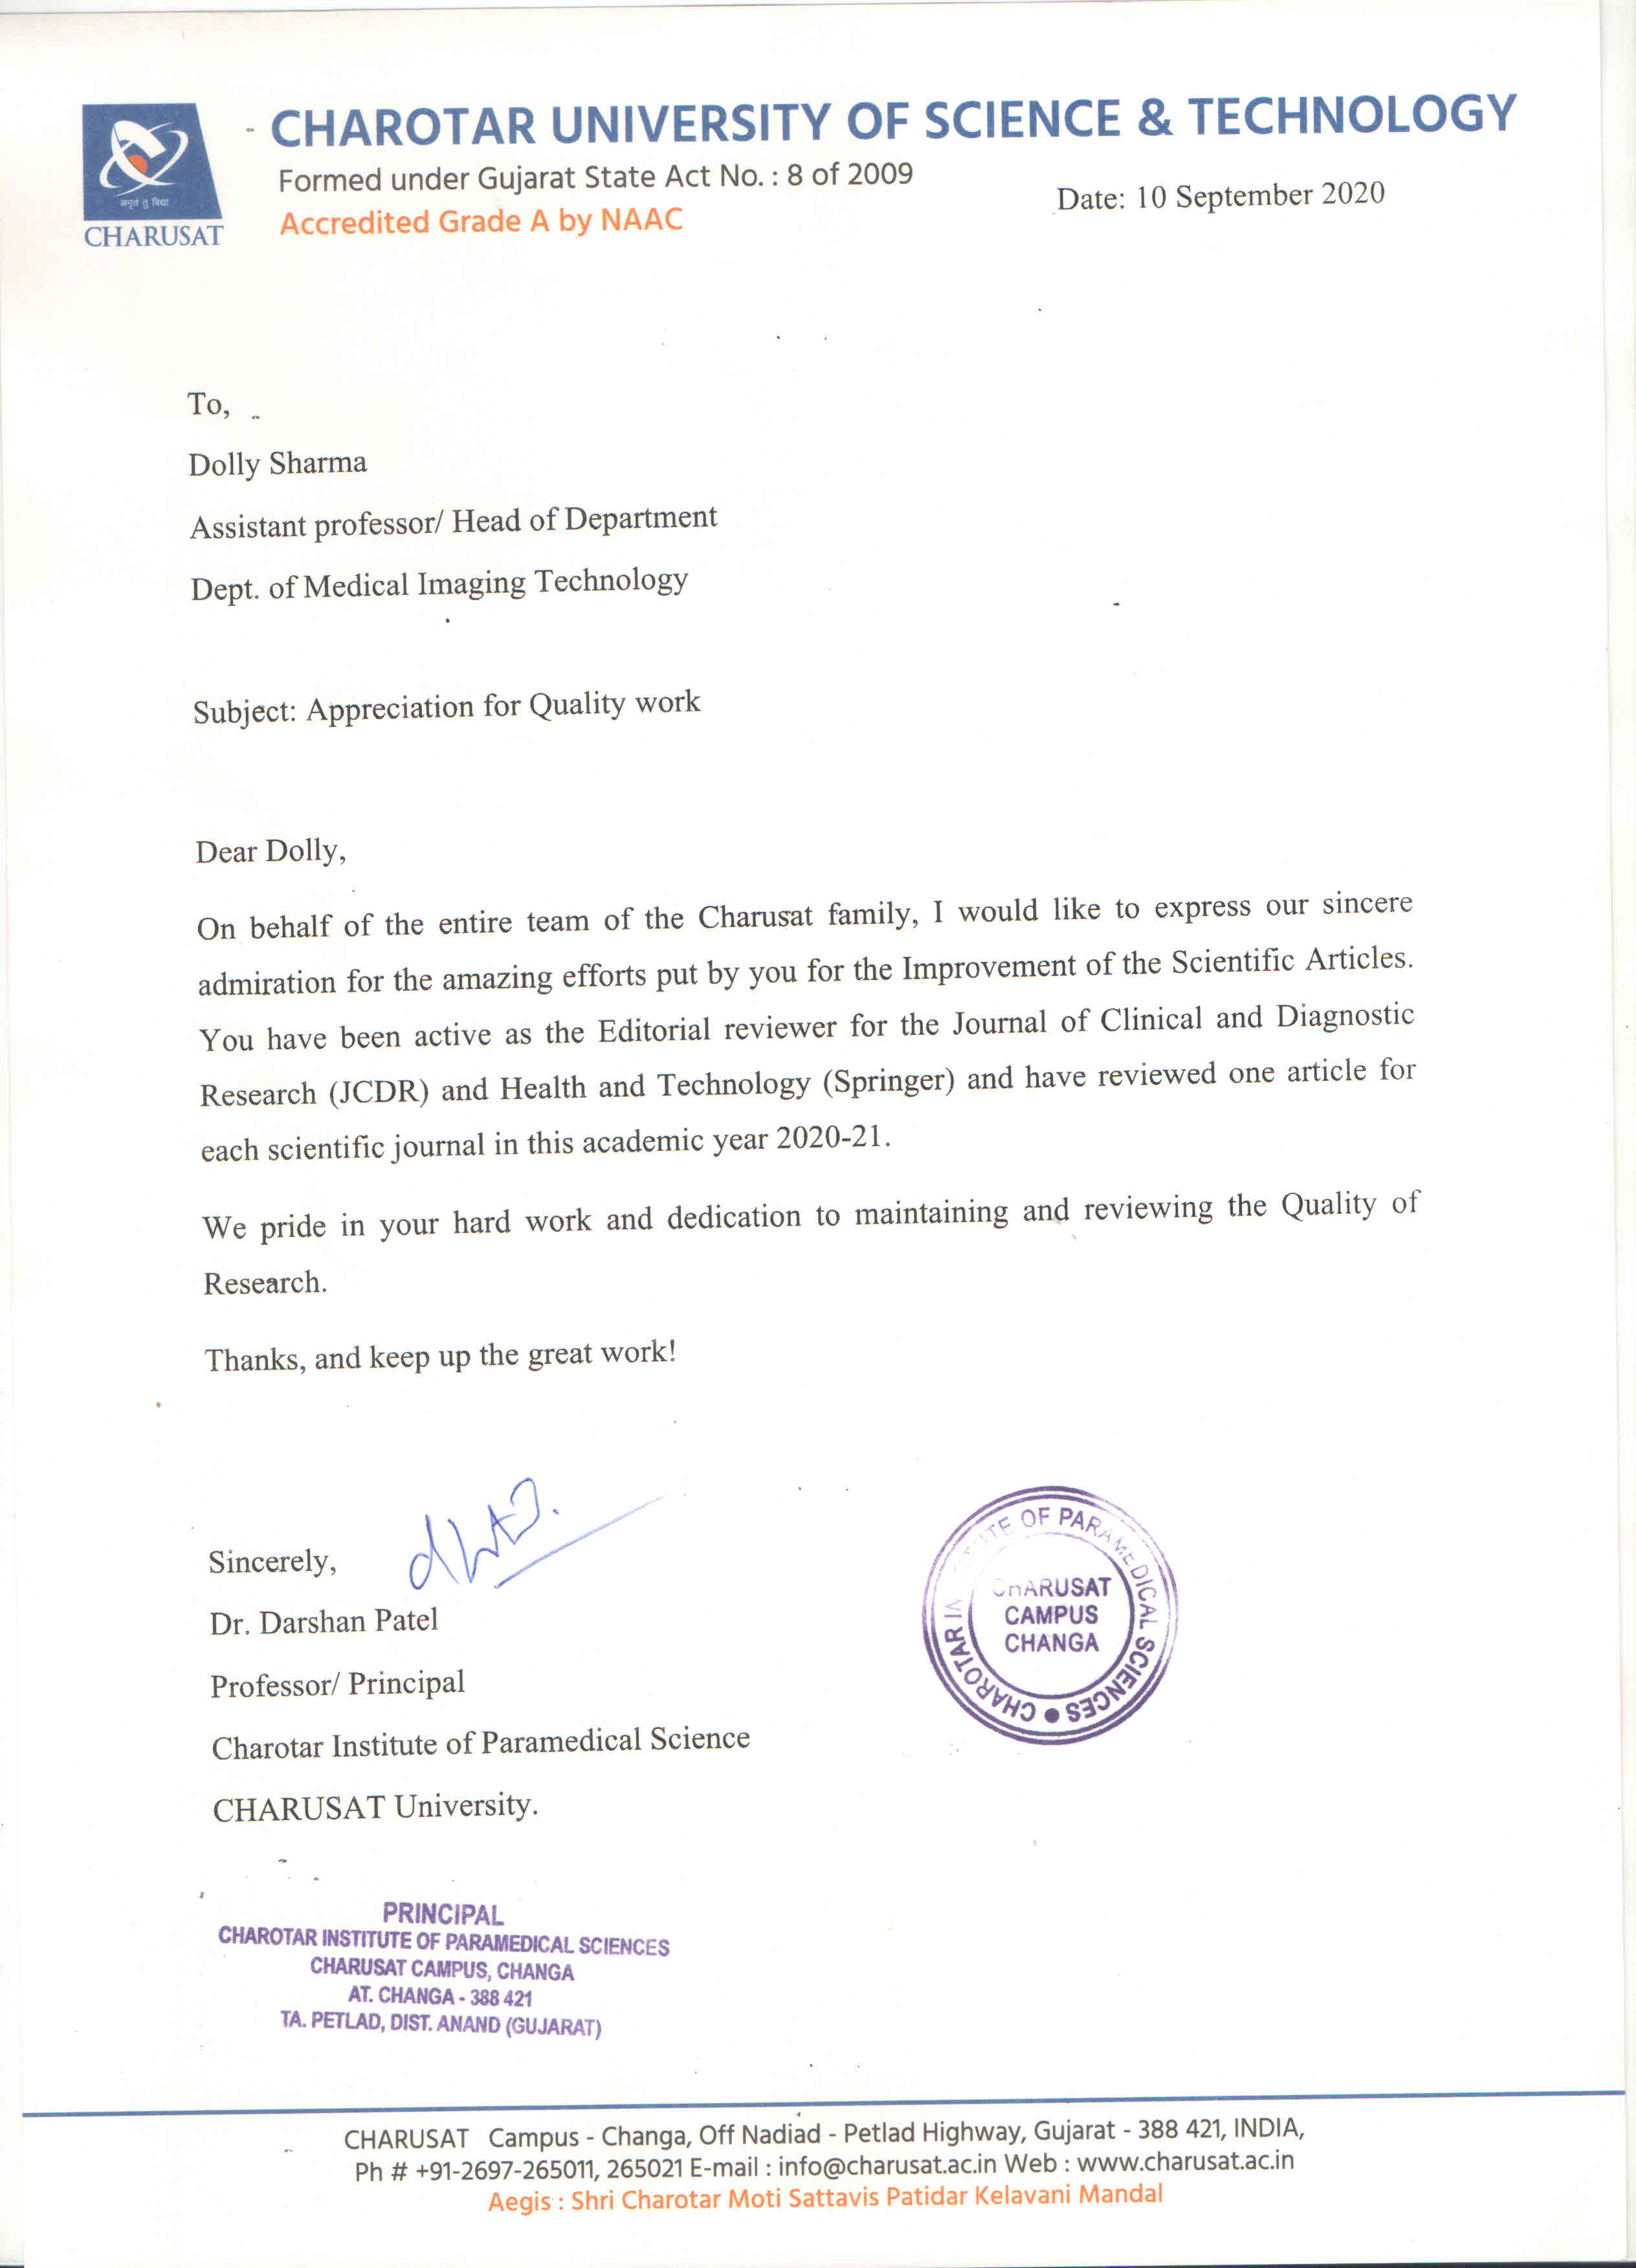 CHAROTAR UNIVERSITY OF SCIENCE & TECHNOLOGY
Formed under Gujarat State Act No. : 8 of 2009
Date: 10 September 2020
Accredited Grade A by NAAC
अमृतं तु विद्या
CHARUSAT
To,
Dolly Sharma
Assistant professor/ Head of Department
Dept. of Medical Imaging Technology
Subject: Appreciation for Quality work
Dear Dolly,
On behalf of the entire team of the Charusat family, I would like to express our sincere
admiration for the amazing efforts put by you for the Improvement of the Scientific Articles.
You have been active as the Editorial reviewer for the Journal of Clinical and Diagnostic
Research (JCDR) and Health and Technology (Springer) and have reviewed one article for
each scientific journal in this academic year 2020-21.
We pride in your hard work and dedication to maintaining and reviewing the Quality of
Research.
Thanks, and keep up the great work!
Sincerely,
Dr. Darshan Patel
Professor/ Principal
Charotar Institute of Paramedical Science
CHARUSAT University.
CHAROTAR INSTITUTE OF PARAMEDICAL SCIENCES
CHARUSAT
CAMPUS
CHANGA
PRINCIPAL
CHAROTAR INSTITUTE OF PARAMEDICAL SCIENCES
CHARUSAT CAMPUS, CHANGA
AT. CHANGA - 388 421
TA. PETLAD, DIST. ANAND (GUJARAT)
CHARUSAT Campus - Changa, Off Nadiad - Petlad Highway, Gujarat - 388 421, INDIA,
Ph # +91-2697-265011, 265021 E-mail : info@charusat.ac.in Web : www.charusat.ac.in
Aegis : Shri Charotar Moti Sattavis Patidar Kelavani Mandal